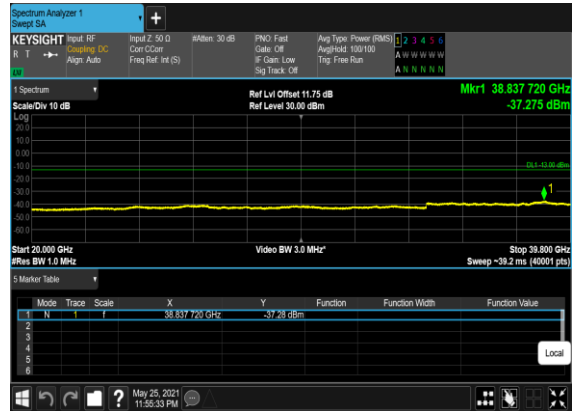 Spectrum Analyzer 1
Swept SA
+
KEYSIGHT
R T
LW
Input: RF
Coupling: DC
Align: Auto
Input Z: 50 Ω
Corr CCorr
Freq Ref: Int (S)
#Atten: 30 dB
PNO: Fast
Gate: Off
IF Gain: Low
Sig Track: Off
Avg Type: Power (RMS)
Avg|Hold: 100/100
Trig: Free Run
1 2 3 4 5 6
A W W W W W
A N N N N N
1 Spectrum
Scale/Div 10 dB
Ref Lvl Offset 11.75 dB
Ref Level 30.00 dBm
Mkr1 38.837 720 GHz
-37.275 dBm
Log
20.0
10.0
0.00
-10.0
DL1 -13.00 dBm
-20.0
-30.0
1
-40.0
-50.0
-60.0
Start 20.000 GHz
#Res BW 1.0 MHz
Video BW 3.0 MHz*
Stop 39.800 GHz
Sweep ~39.2 ms (40001 pts)
5 Marker Table
Mode Trace Scale X Y Function Function Width Function Value
1 N 1 f 38.837 720 GHz -37.28 dBm
2
3
4
5
6
Local
?
May 25, 2021
11:55:33 PM